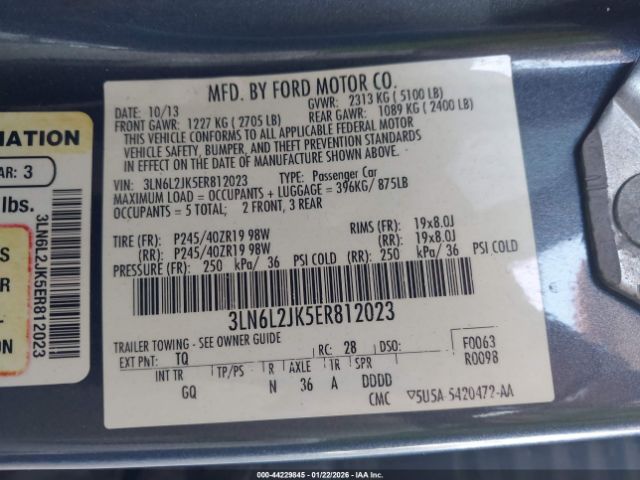 MFD. BY FORD MOTOR CO.
DATE: 10/13 GVWR: 2313 KG ( 5100 LB)
FRONT GAWR: 1227 KG ( 2705 LB) REAR GAWR: 1089 KG ( 2400 LB)
THIS VEHICLE CONFORMS TO ALL APPLICABLE FEDERAL MOTOR
VEHICLE SAFETY, BUMPER, AND THEFT PREVENTION STANDARDS
IN EFFECT ON THE DATE OF MANUFACTURE SHOWN ABOVE.
VIN: 3LN6L2JK5ER812023 TYPE: Passenger Car
MAXIMUM LOAD = OCCUPANTS + LUGGAGE = 396KG/ 875LB
OCCUPANTS = 5 TOTAL; 2 FRONT, 3 REAR
TIRE (FR): P245/40ZR19 98W RIMS (FR): 19x8.0J
(RR): P245/40ZR19 98W (RR): 19x8.0J
PRESSURE (FR): 250 kPa/ 36 PSI COLD (RR): 250 kPa/ 36 PSI COLD
3LN6L2JK5ER812023
TRAILER TOWING - SEE OWNER GUIDE
EXT PNT: TQ RC: 28 DSO: F0063
R0098
INT TR TP/PS R AXLE TR SPR
GQ N 36 A DDDD
CMC 5U5A-5420472-AA
MATION
AR: 3
lbs.
3LN6L2JK5ER812023
TS
ER
ON
000-44229845 - 01/22/2026 - IAA Inc.